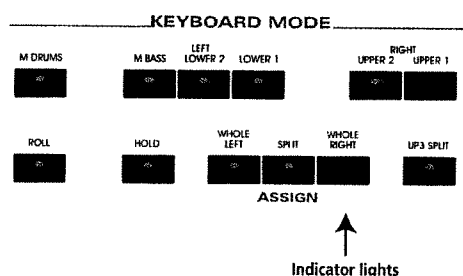 KEYBOARD MODE
LEFT RIGHT
M DRUMS M BASS LOWER 2 LOWER 1 UPPER 2 UPPER 1
WHOLE WHOLE
ROLL HOLD LEFT SPLIT RIGHT UP3 SPLIT
ASSIGN
Indicator lights